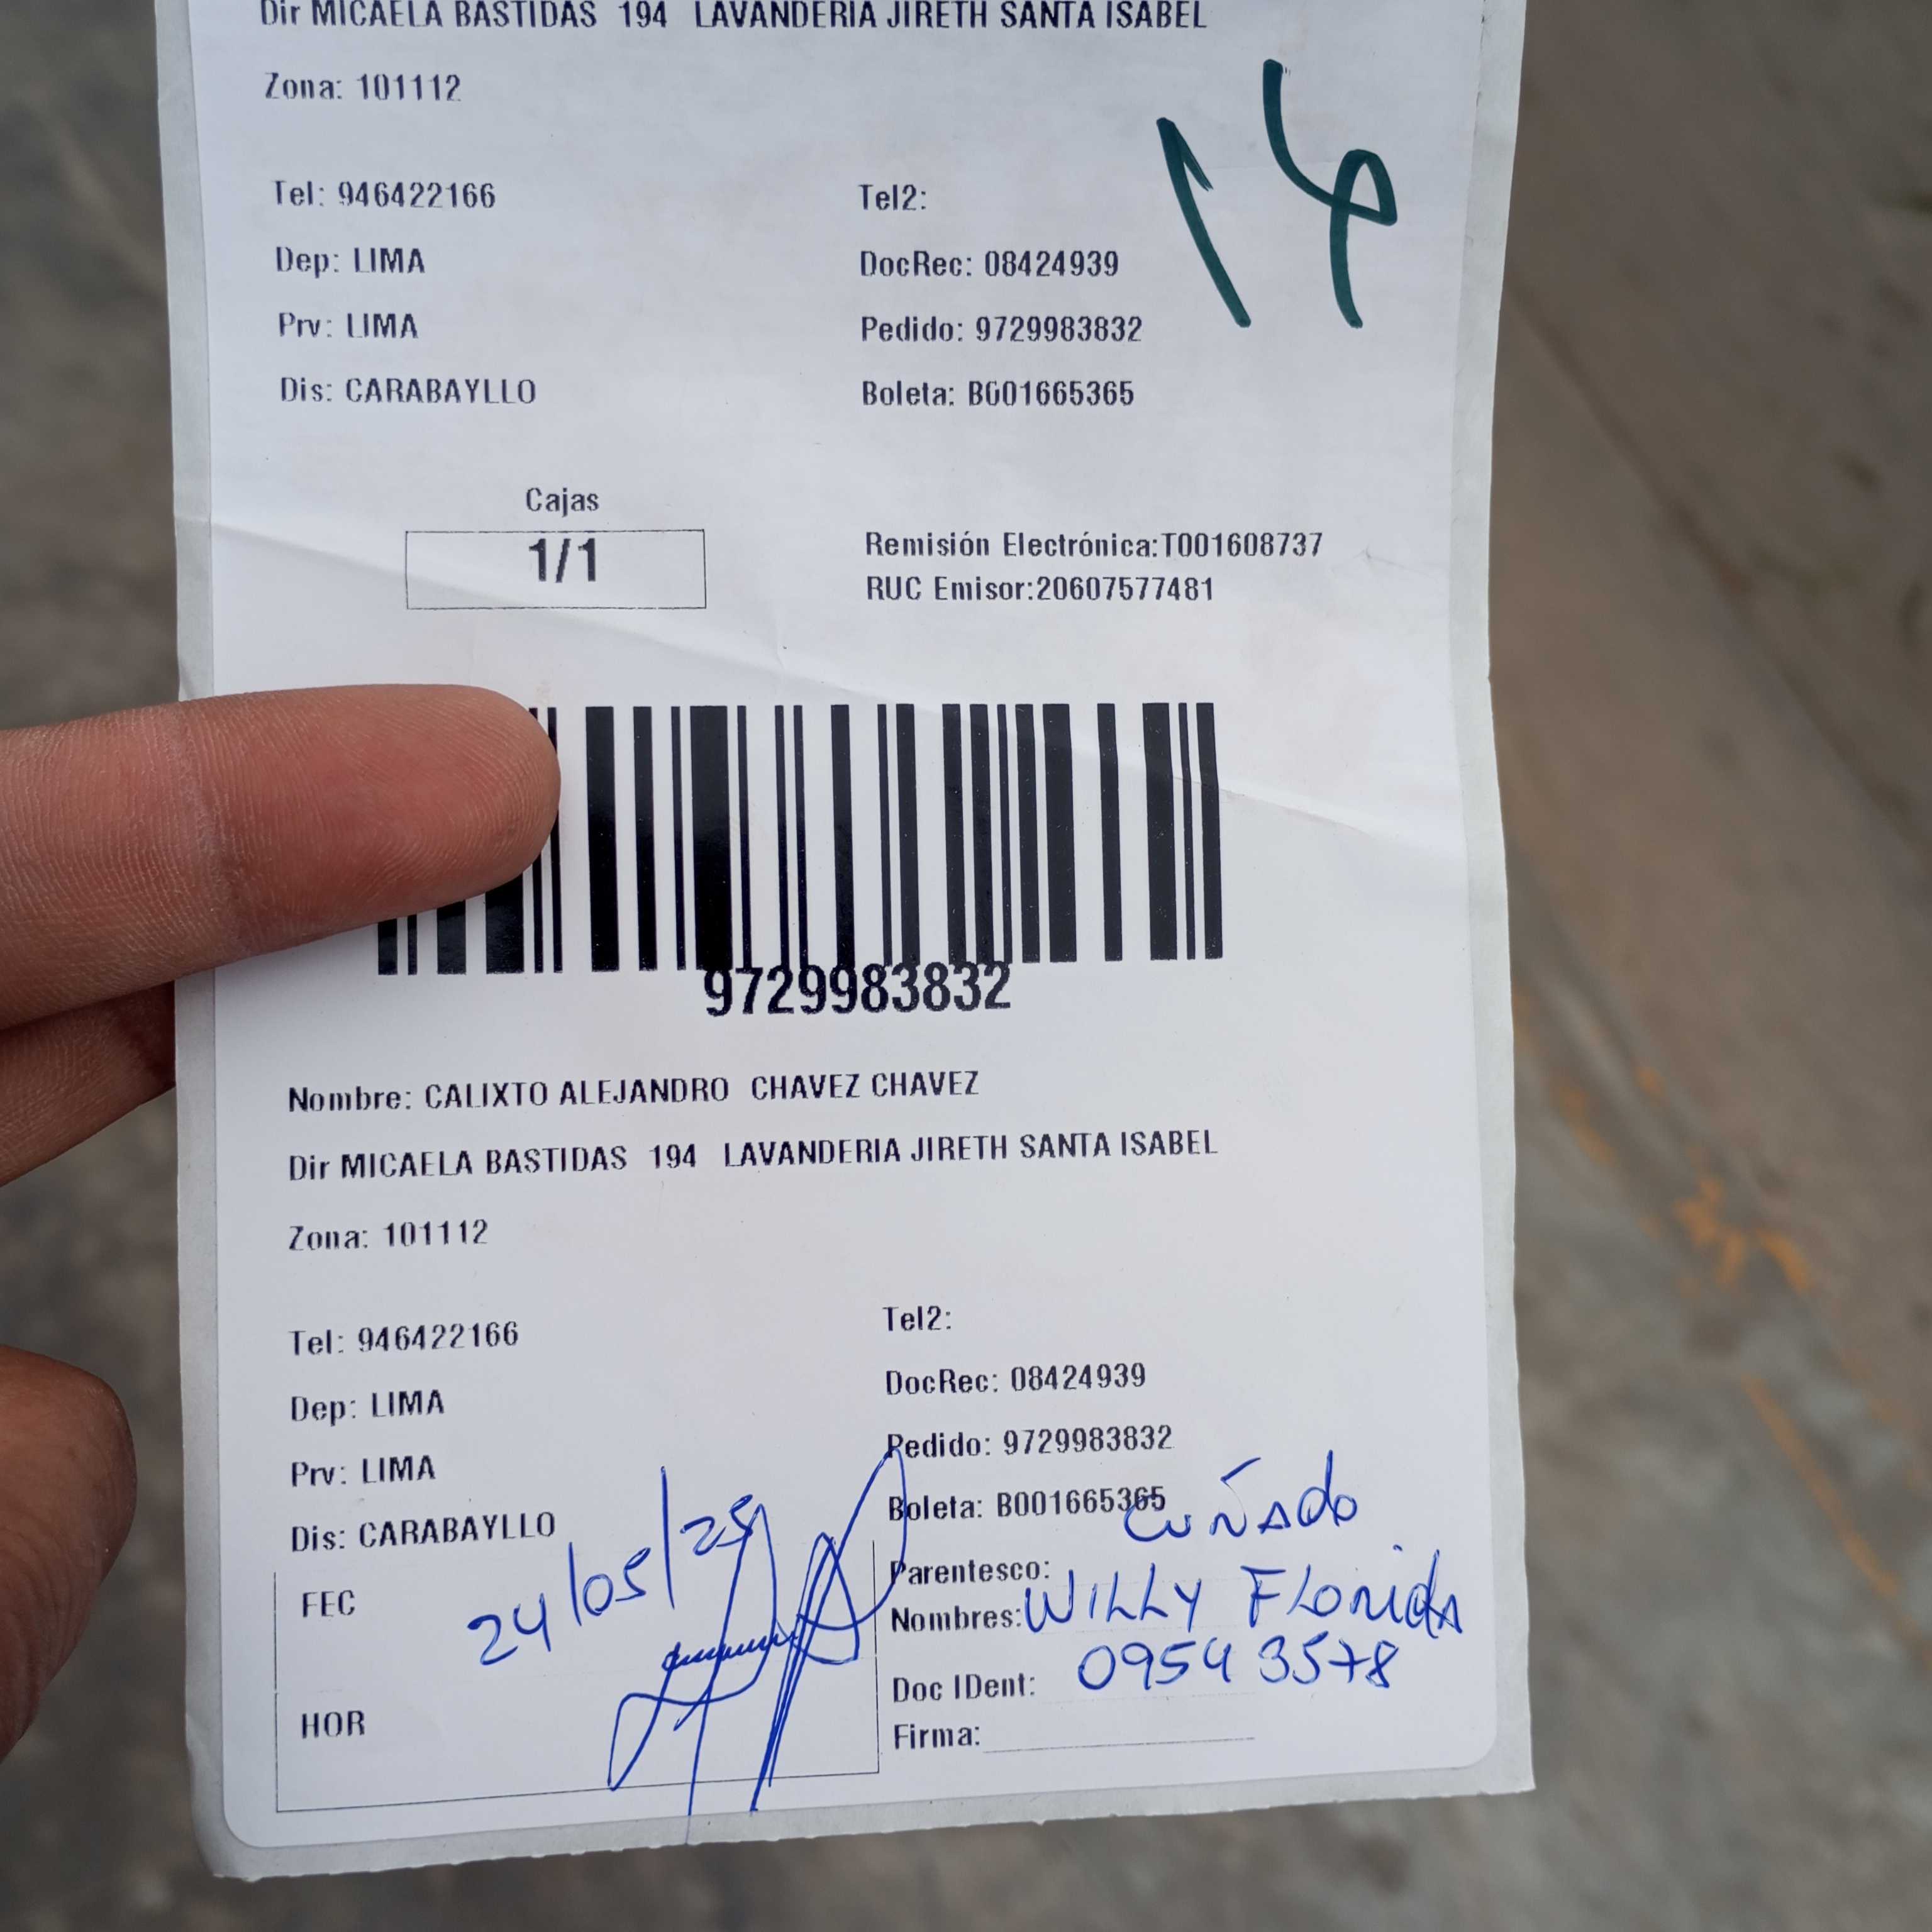 Dir MICAELA BASTIDAS 194 LAVANDERIA JIRETH SANTA ISABEL
Zona: 101112
14
Tel: 946422166 Tel2:
Dep: LIMA DocRec: 08424939
Prv: LIMA Pedido: 9729983832
Dis: CARABAYLLO Boleta: B001665365
Cajas
1/1
Remisión Electrónica:T001608737
RUC Emisor:20607577481
9729983832
Nombre: CALIXTO ALEJANDRO CHAVEZ CHAVEZ
Dir MICAELA BASTIDAS 194 LAVANDERIA JIRETH SANTA ISABEL
Zona: 101112
Tel: 946422166 Tel2:
Dep: LIMA DocRec: 08424939
Prv: LIMA Pedido: 9729983832
Dis: CARABAYLLO Boleta: B001665365
FEC 24/05/25
HOR
Parentesco: CUÑADO
Nombres: WILLY FLORIDA
Doc IDent: 09543578
Firma: